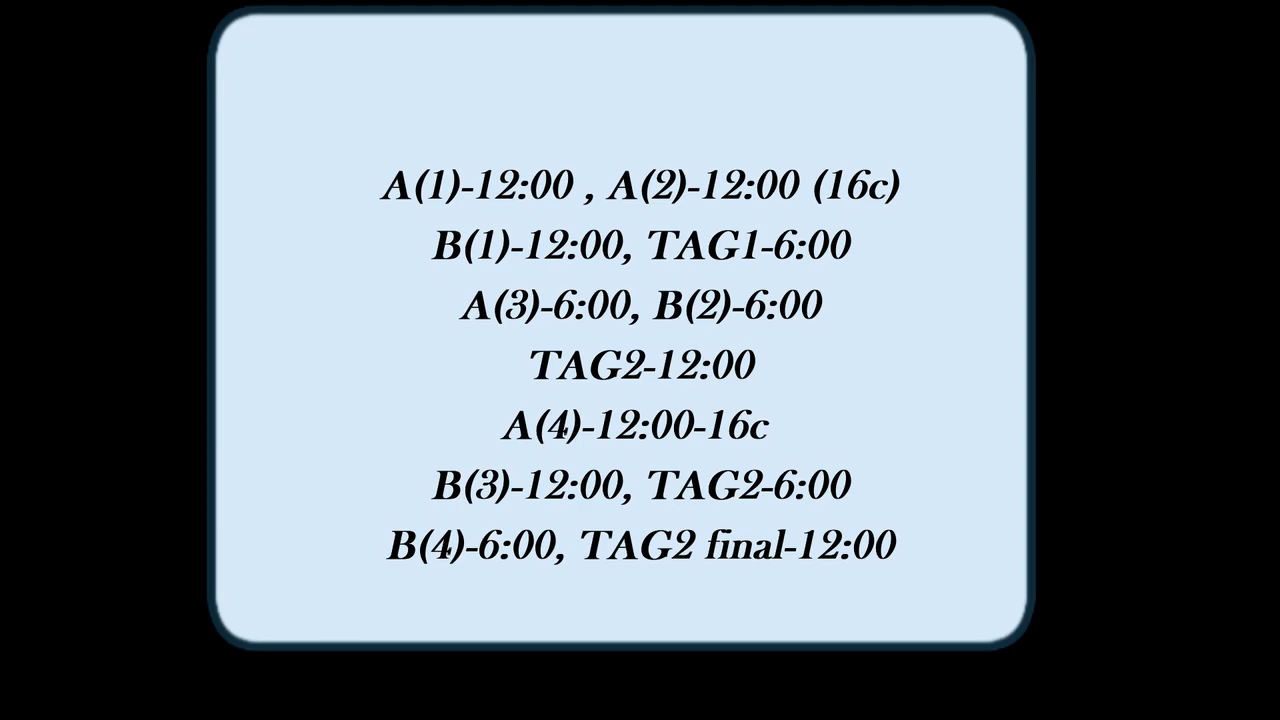 A(1)-12:00 , A(2)-12:00 (16c)
B(1)-12:00, TAG1-6:00
A(3)-6:00, B(2)-6:00
TAG2-12:00
A(4)-12:00-16c
B(3)-12:00, TAG2-6:00
B(4)-6:00, TAG2 final-12:00